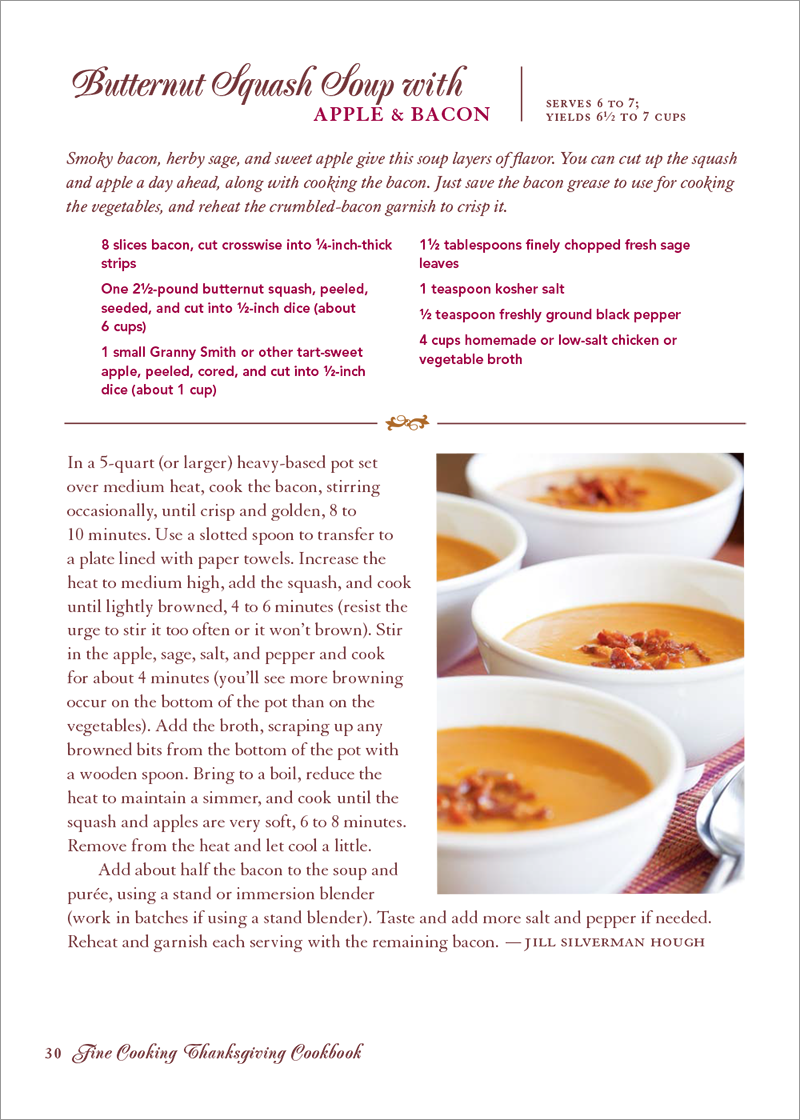 Butternut Squash Soup with
APPLE & BACON
SERVES 6 TO 7;
YIELDS 6½ TO 7 CUPS
Smoky bacon, herby sage, and sweet apple give this soup layers of flavor. You can cut up the squash
and apple a day ahead, along with cooking the bacon. Just save the bacon grease to use for cooking
the vegetables, and reheat the crumbled-bacon garnish to crisp it.
8 slices bacon, cut crosswise into ¼-inch-thick
strips
One 2½-pound butternut squash, peeled,
seeded, and cut into ½-inch dice (about
6 cups)
1 small Granny Smith or other tart-sweet
apple, peeled, cored, and cut into ½-inch
dice (about 1 cup)
1½ tablespoons finely chopped fresh sage
leaves
1 teaspoon kosher salt
½ teaspoon freshly ground black pepper
4 cups homemade or low-salt chicken or
vegetable broth
In a 5-quart (or larger) heavy-based pot set
over medium heat, cook the bacon, stirring
occasionally, until crisp and golden, 8 to
10 minutes. Use a slotted spoon to transfer to
a plate lined with paper towels. Increase the
heat to medium high, add the squash, and cook
until lightly browned, 4 to 6 minutes (resist the
urge to stir it too often or it won't brown). Stir
in the apple, sage, salt, and pepper and cook
for about 4 minutes (you'll see more browning
occur on the bottom of the pot than on the
vegetables). Add the broth, scraping up any
browned bits from the bottom of the pot with
a wooden spoon. Bring to a boil, reduce the
heat to maintain a simmer, and cook until the
squash and apples are very soft, 6 to 8 minutes.
Remove from the heat and let cool a little.
Add about half the bacon to the soup and
purée, using a stand or immersion blender
(work in batches if using a stand blender). Taste and add more salt and pepper if needed.
Reheat and garnish each serving with the remaining bacon. —JILL SILVERMAN HOUGH
30 Fine Cooking Thanksgiving Cookbook